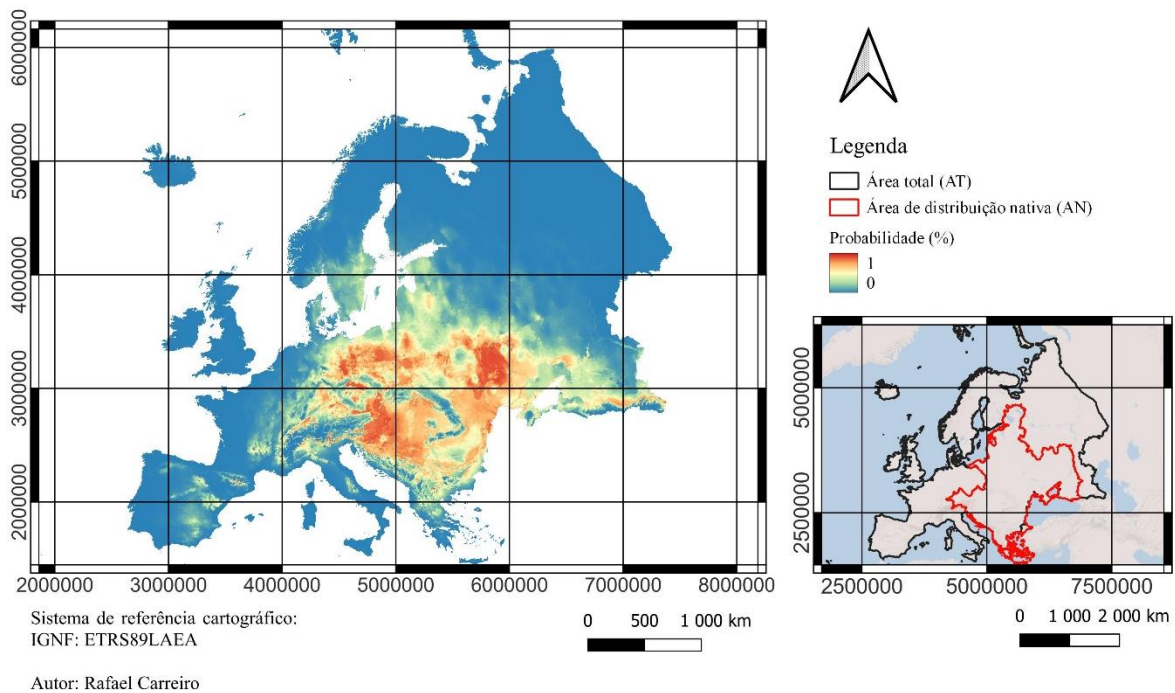 6000000
5000000
4000000
3000000
2000000
2000000 3000000 4000000 5000000 6000000 7000000 8000000
Legenda
Área total (AT)
Área de distribuição nativa (AN)
Probabilidade (%)
1
0
5000000
2500000
2500000 5000000 7500000
0 1 000 2 000 km
Sistema de referência cartográfico:
IGNF: ETRS89LAEA
0 500 1 000 km
Autor: Rafael Carreiro